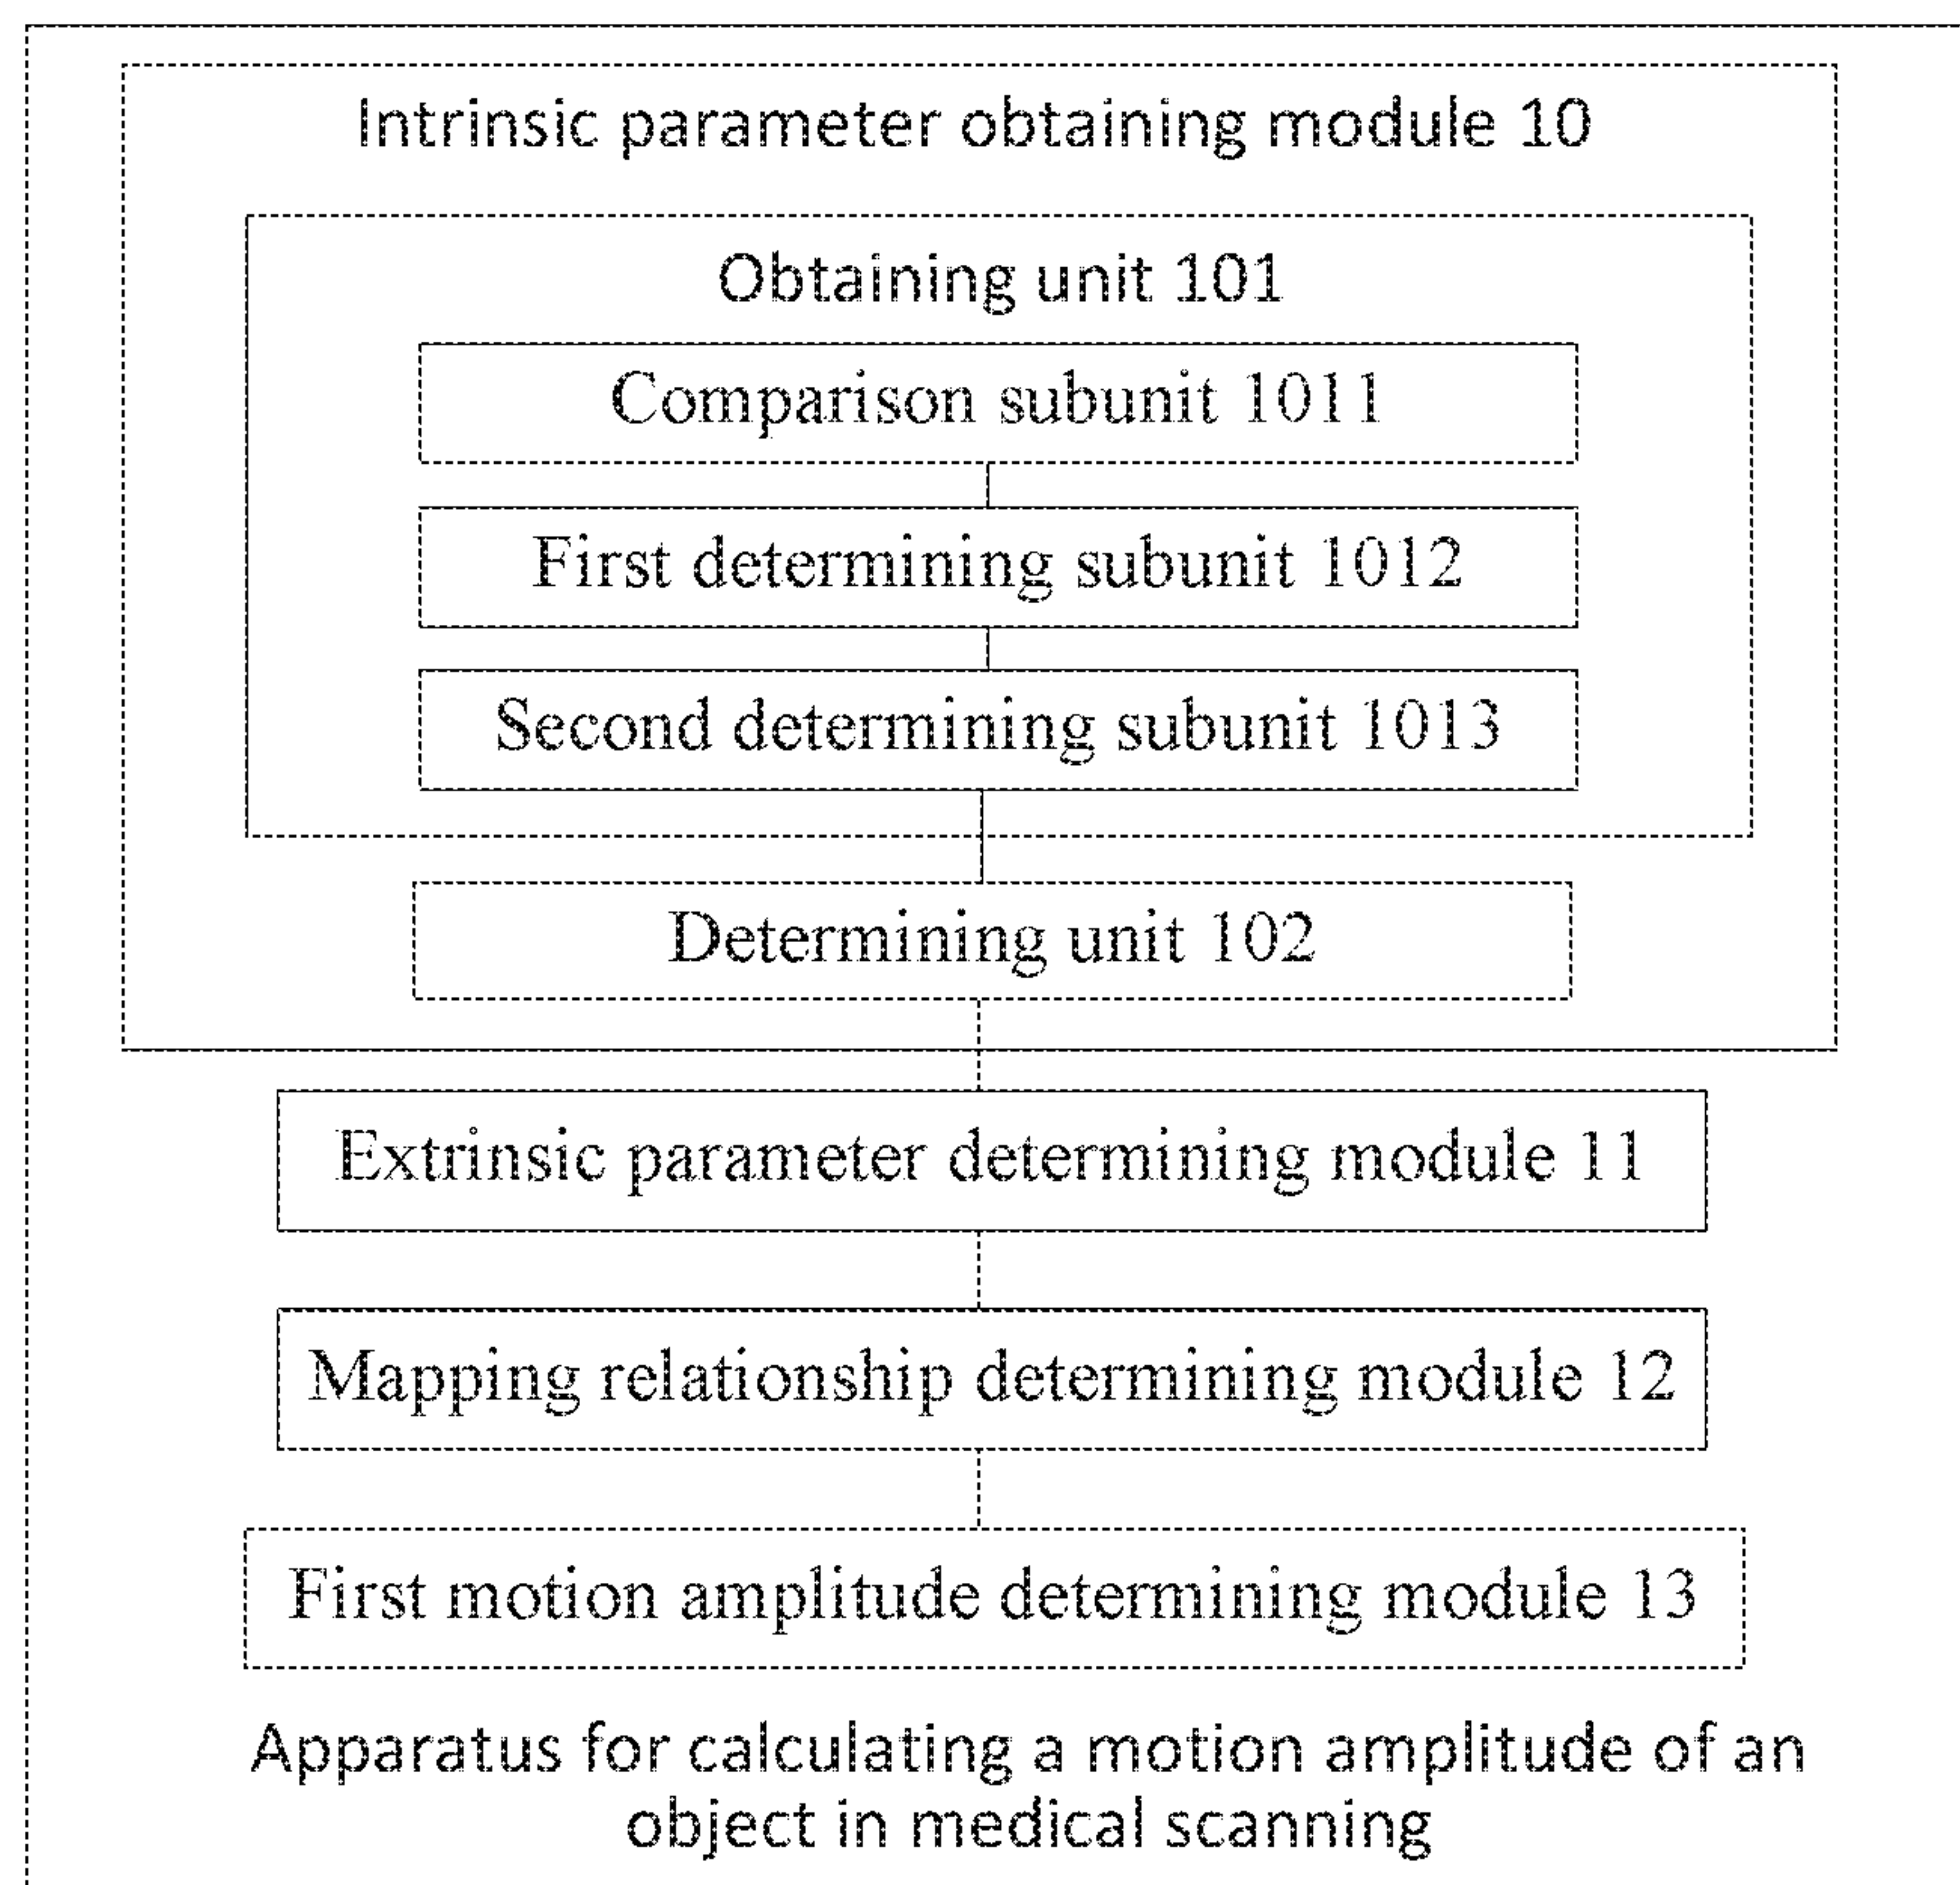 Intrinsic parameter obtaining module 10
Obtaining unit 101
Comparison subunit 1011
First determining subunit 1012
Second determining subunit 1013
Determining unit 102
Extrinsic parameter determining module 11
Mapping relationship determining module 12
First motion amplitude determining module 13
Apparatus for calculating a motion amplitude of an
object in medical scanning